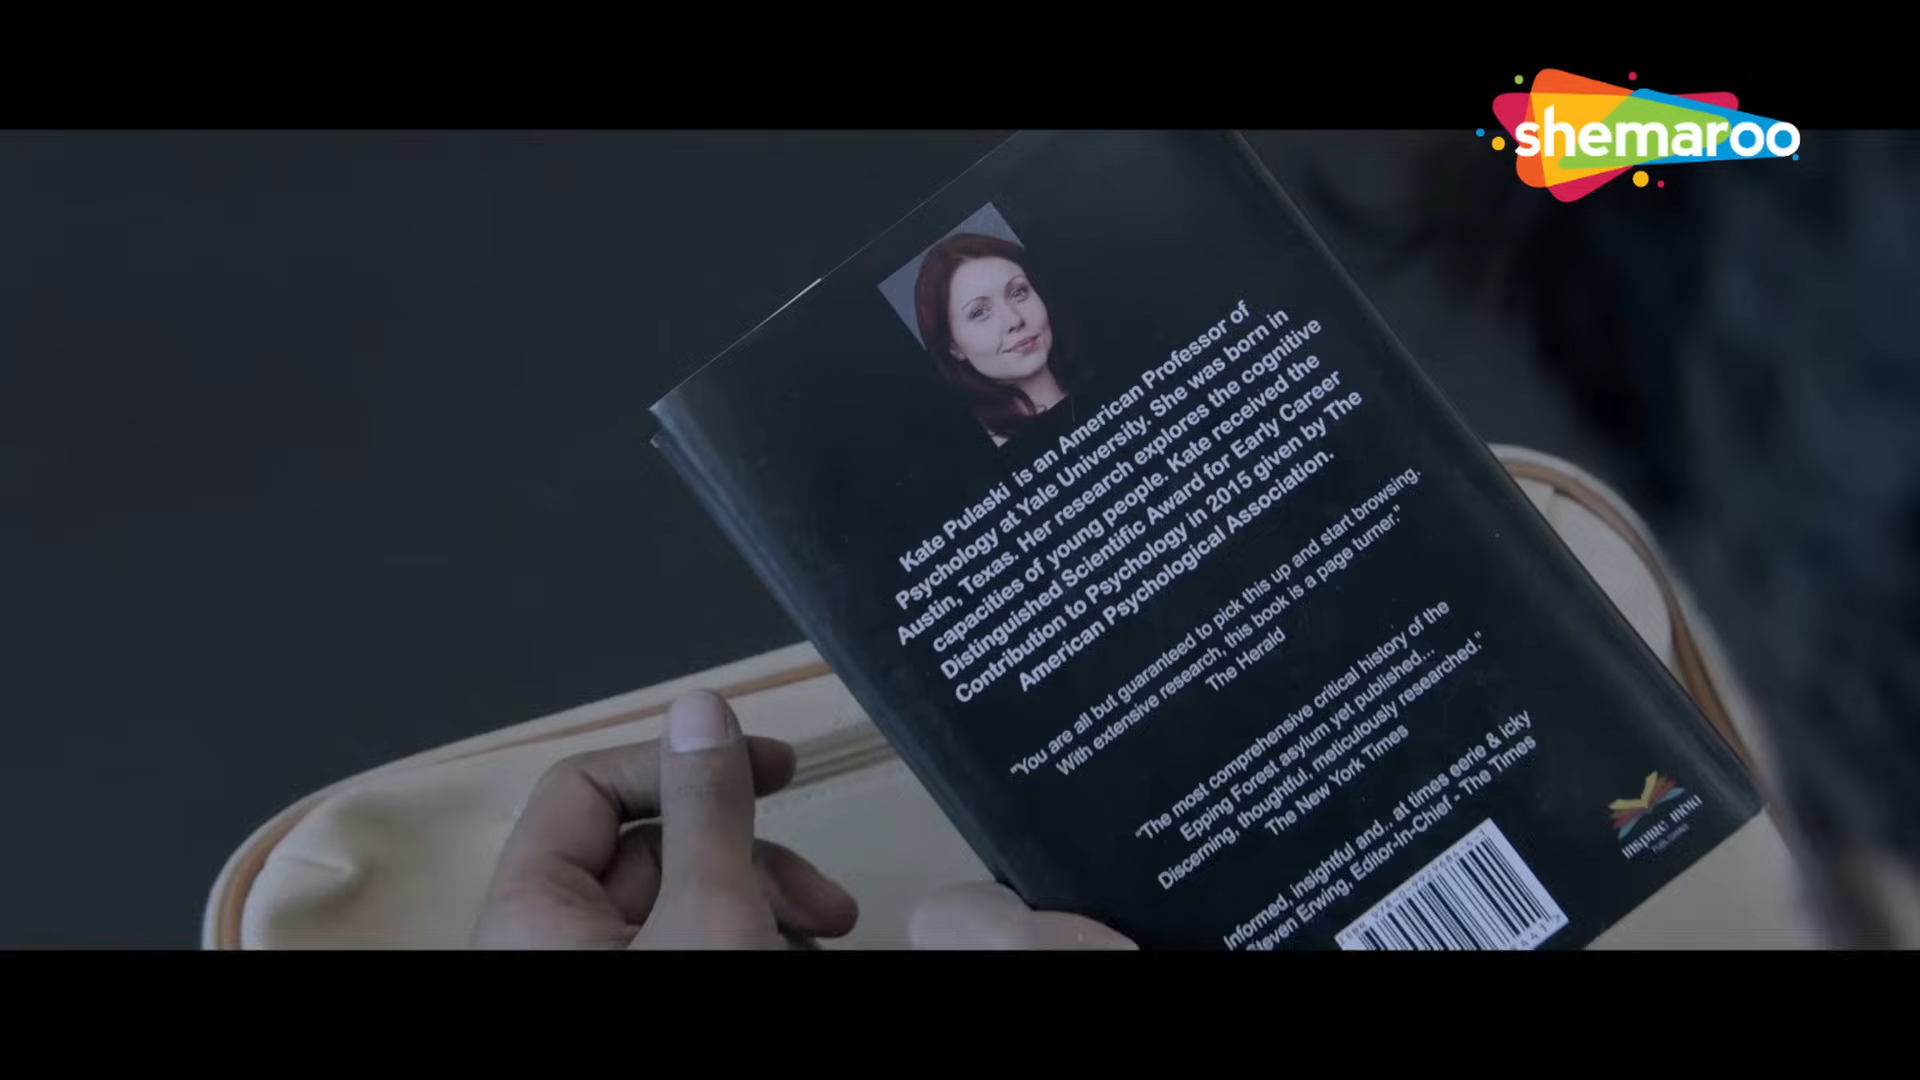 shemaroo
Kate Pulaski is an American Professor of
Psychology at Yale University. She was born in
Austin, Texas. Her research explores the cognitive
capacities of young people. Kate received the
Distinguished Scientific Award for Early Career
Contribution to Psychology in 2015 given by The
American Psychological Association.
"You are all but guaranteed to pick this up and start browsing.
With extensive research, this book is a page turner."
The Herald
"The most comprehensive critical history of the
Epping Forest asylum yet published...
Discerning, thoughtful, meticulously researched."
The New York Times
Informed, insightful and.. at times eerie & icky
Steven Erwing, Editor-In-Chief - The Times